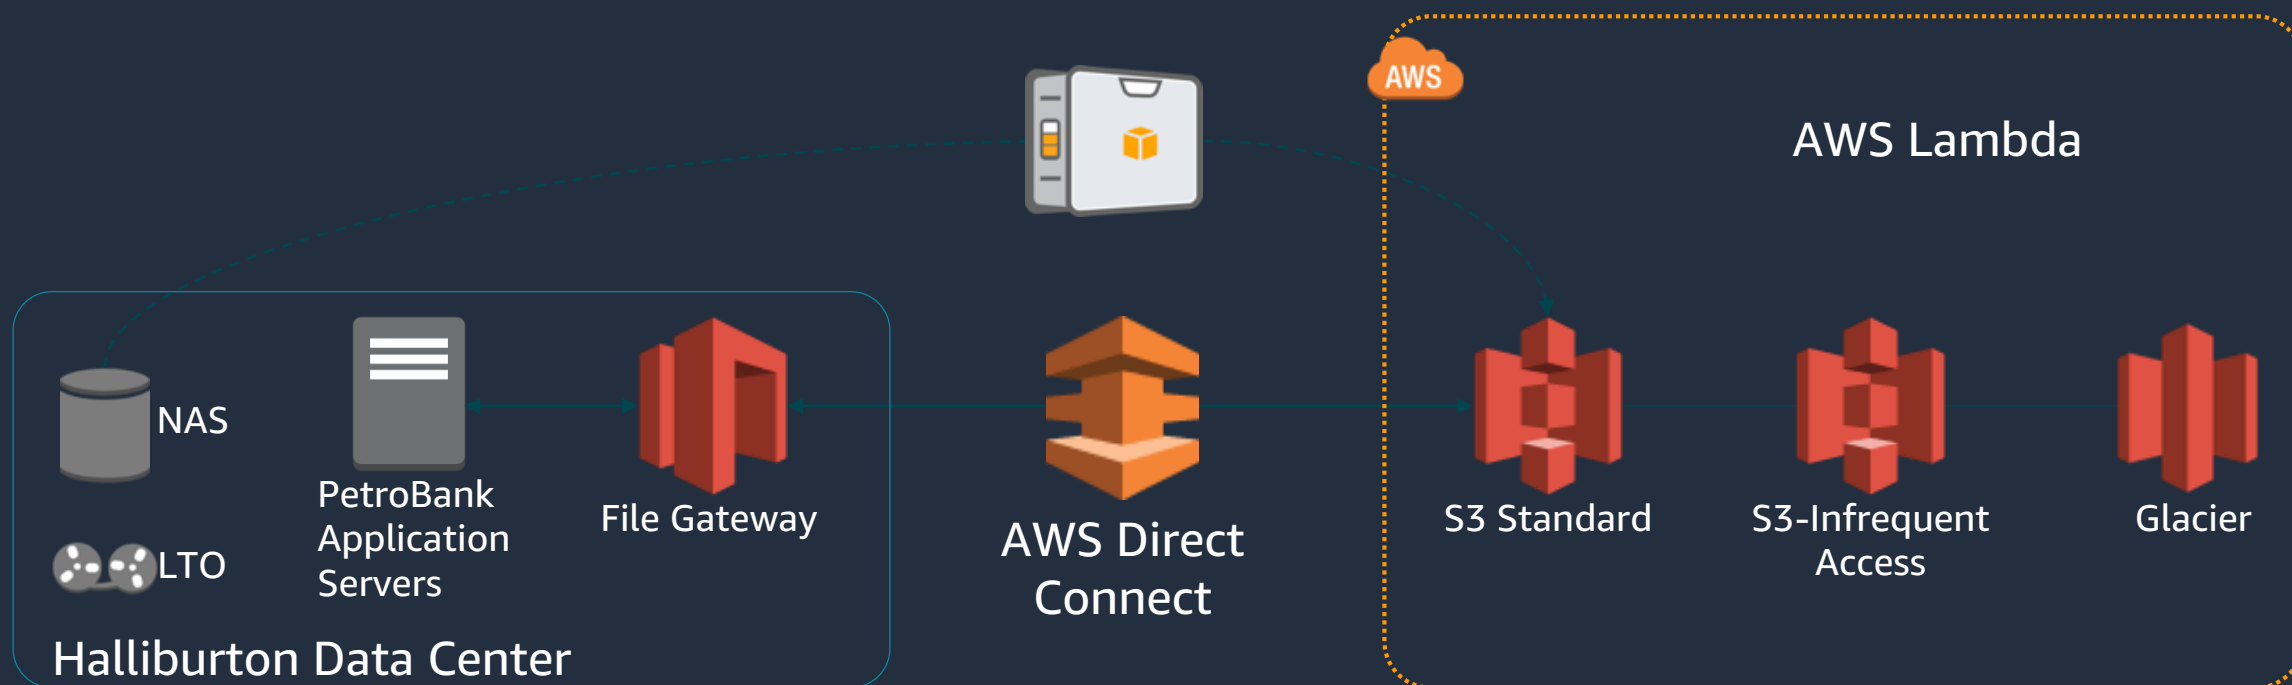 AWS
AWS Lambda
NAS
LTO
PetroBank
Application
Servers
File Gateway
Halliburton Data Center
AWS Direct
Connect
S3 Standard
S3-Infrequent
Access
Glacier